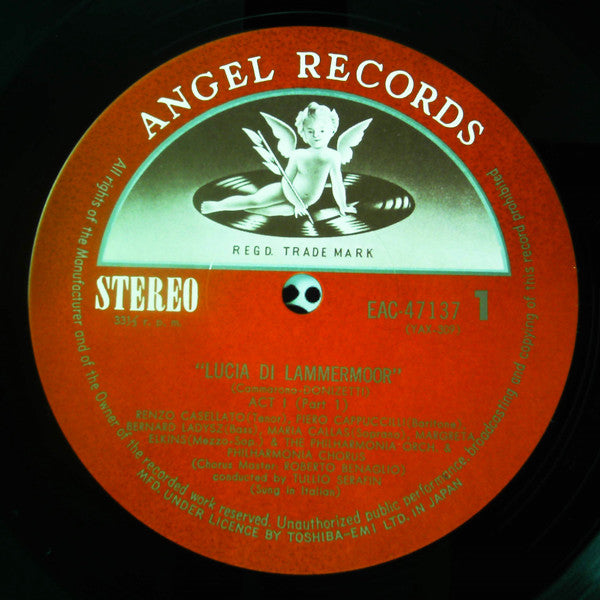 ANGEL RECORDS
REGD. TRADE MARK
STEREO
33⅓ r. p. m.
EAC-47137 1
"LUCIA DI LAMMERMOOR"
(Cammarano-DONIZETTI)
ACT 1 (Part 1)
RENZO CASELLATO(Tenor), PIERO CAPPUCCILLI(Baritone),
BERNARD LADYSZ(Bass), MARIA CALLAS(Soprano), MARGRETA
ELKINS(Mezzo-Sop.) & THE PHILHARMONIA ORCH. &
PHILHARMONIA CHORUS
(Chorus Master: ROBERTO BENAGLIO)
conducted by TULLIO SERAFIN
(Sung in Italian)
All rights of the Manufacturer and of the Owner of the recorded work reserved. Unauthorized public performance, broadcasting and copying of this record prohibited
MFD. UNDER LICENCE BY TOSHIBA-EMI LTD. IN JAPAN